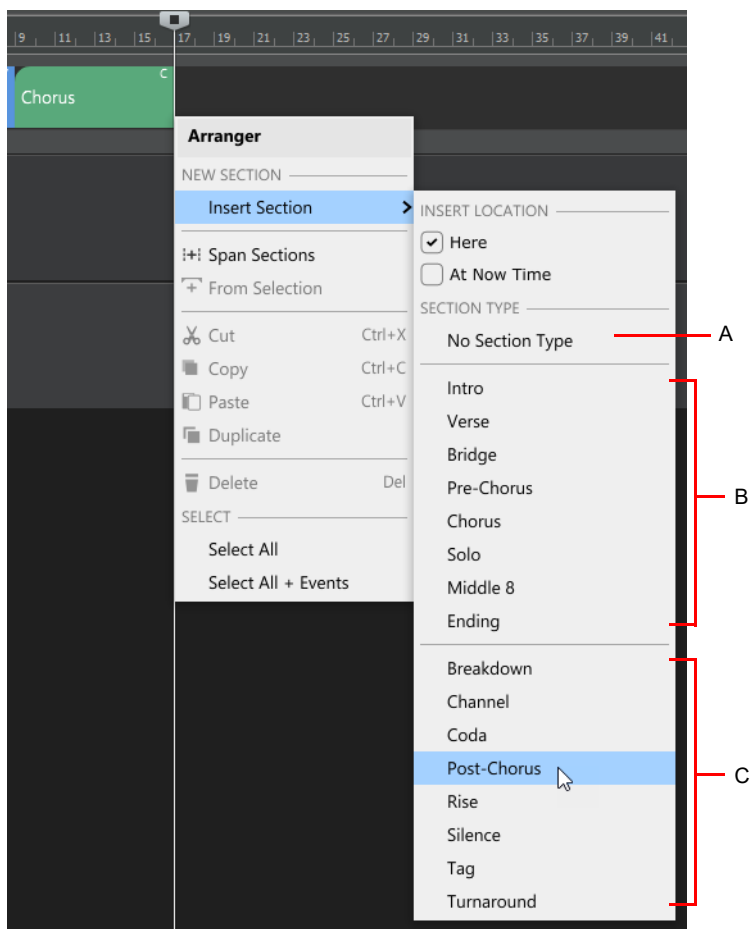 9 11 13 15 17 19 21 23 25 27 29 31 33 35 37 39 41
C
Chorus
Arranger
NEW SECTION
Insert Section
INSERT LOCATION
Here
At Now Time
SECTION TYPE
No Section Type
A
Intro
Verse
Bridge
Pre-Chorus
Chorus
Solo
Middle 8
Ending
B
Breakdown
Channel
Coda
Post-Chorus
Rise
Silence
Tag
Turnaround
C
Span Sections
From Selection
Cut Ctrl+X
Copy Ctrl+C
Paste Ctrl+V
Duplicate
Delete Del
SELECT
Select All
Select All + Events